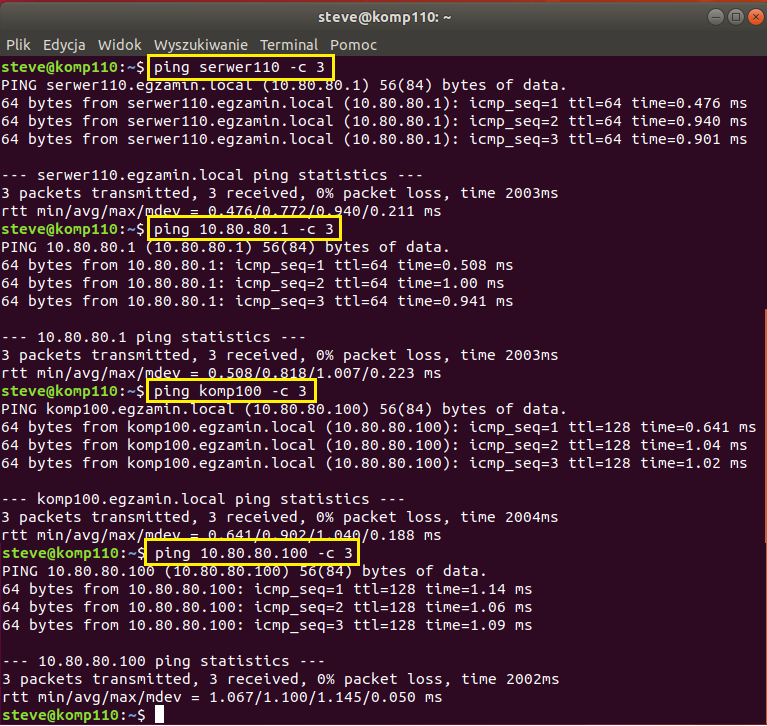 steve@komp110: ~
Plik Edycja Widok Wyszukiwanie Terminal Pomoc
steve@komp110:~$ ping serwer110 -c 3
PING serwer110.egzamin.local (10.80.80.1) 56(84) bytes of data.
64 bytes from serwer110.egzamin.local (10.80.80.1): icmp_seq=1 ttl=64 time=0.476 ms
64 bytes from serwer110.egzamin.local (10.80.80.1): icmp_seq=2 ttl=64 time=0.940 ms
64 bytes from serwer110.egzamin.local (10.80.80.1): icmp_seq=3 ttl=64 time=0.901 ms
--- serwer110.egzamin.local ping statistics ---
3 packets transmitted, 3 received, 0% packet loss, time 2003ms
rtt min/avg/max/mdev = 0.476/0.772/0.940/0.211 ms
steve@komp110:~$ ping 10.80.80.1 -c 3
PING 10.80.80.1 (10.80.80.1) 56(84) bytes of data.
64 bytes from 10.80.80.1: icmp_seq=1 ttl=64 time=0.508 ms
64 bytes from 10.80.80.1: icmp_seq=2 ttl=64 time=1.00 ms
64 bytes from 10.80.80.1: icmp_seq=3 ttl=64 time=0.941 ms
--- 10.80.80.1 ping statistics ---
3 packets transmitted, 3 received, 0% packet loss, time 2003ms
rtt min/avg/max/mdev = 0.508/0.818/1.007/0.223 ms
steve@komp110:~$ ping komp100 -c 3
PING komp100.egzamin.local (10.80.80.100) 56(84) bytes of data.
64 bytes from komp100.egzamin.local (10.80.80.100): icmp_seq=1 ttl=128 time=0.641 ms
64 bytes from komp100.egzamin.local (10.80.80.100): icmp_seq=2 ttl=128 time=1.04 ms
64 bytes from komp100.egzamin.local (10.80.80.100): icmp_seq=3 ttl=128 time=1.02 ms
--- komp100.egzamin.local ping statistics ---
3 packets transmitted, 3 received, 0% packet loss, time 2004ms
rtt min/avg/max/mdev = 0.641/0.902/1.040/0.188 ms
steve@komp110:~$ ping 10.80.80.100 -c 3
PING 10.80.80.100 (10.80.80.100) 56(84) bytes of data.
64 bytes from 10.80.80.100: icmp_seq=1 ttl=128 time=1.14 ms
64 bytes from 10.80.80.100: icmp_seq=2 ttl=128 time=1.06 ms
64 bytes from 10.80.80.100: icmp_seq=3 ttl=128 time=1.09 ms
--- 10.80.80.100 ping statistics ---
3 packets transmitted, 3 received, 0% packet loss, time 2002ms
rtt min/avg/max/mdev = 1.067/1.100/1.145/0.050 ms
steve@komp110:~$